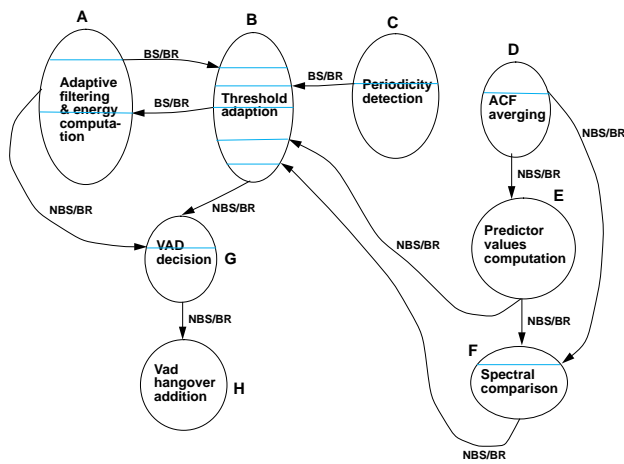 A
B
C
D
BS/BR
Adaptive
filtering
& energy
computa-
tion
BS/BR
Threshold
adaption
BS/BR
Periodicity
detection
ACF
averging
NBS/BR
NBS/BR
E
NBS/BR
NBS/BR
VAD
decision
G
NBS/BR
Predictor
values
computation
NBS/BR
NBS/BR
F
Vad
hangover
addition
H
Spectral
comparison
NBS/BR